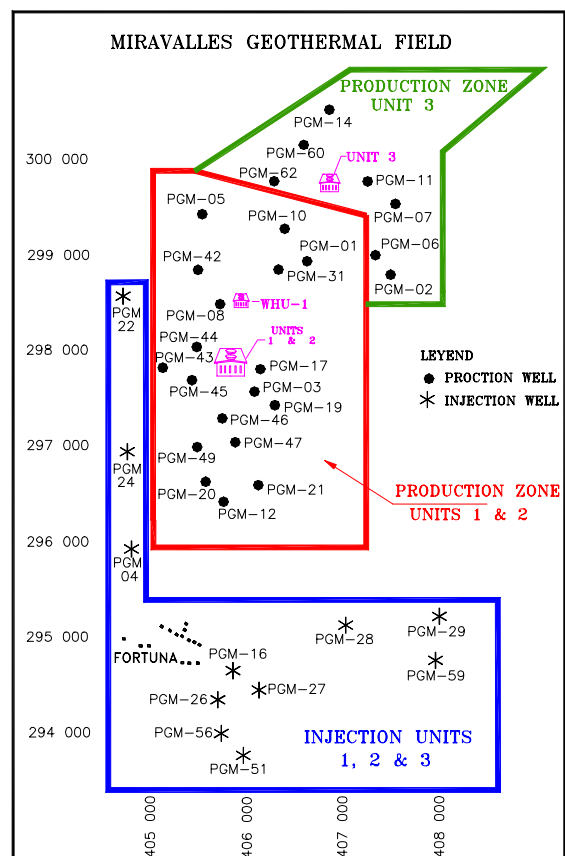 MIRAVALLES GEOTHERMAL FIELD
PRODUCTION ZONE
UNIT 3
PGM-14
PGM-60
UNIT 3
300 000
PGM-62
PGM-11
PGM-05
PGM-07
PGM-10
PGM-06
PGM-01
299 000
PGM-42
PGM-31
PGM-02
WHU-1
PGM
22
PGM-08
UNITS
1 & 2
PGM-44
298 000
PGM-43
PGM-17
LEYEND
PROCTION WELL
INJECTION WELL
PGM-45
PGM-03
PGM-19
PGM-46
297 000
PGM-47
PGM-49
PGM
24
PGM-20
PGM-21
PGM-12
PRODUCTION ZONE
UNITS 1 & 2
296 000
PGM
04
295 000
PGM-28
PGM-29
FORTUNA
PGM-16
PGM-59
PGM-27
PGM-26
294 000
PGM-56
INJECTION UNITS
1, 2 & 3
PGM-51
405 000
406 000
407 000
408 000